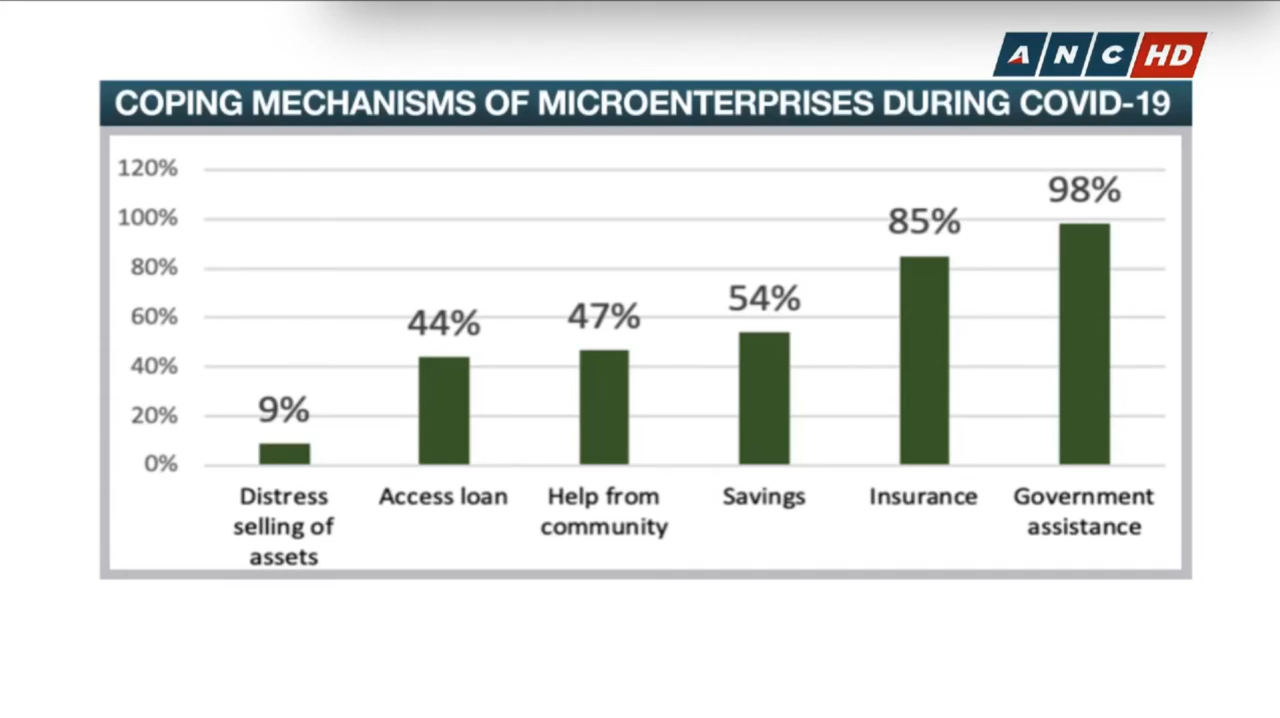 ANC HD
COPING MECHANISMS OF MICROENTERPRISES DURING COVID-19
120%
100%
80%
60%
40%
20%
0%
9%
44%
47%
54%
85%
98%
Distress
selling of
assets
Access loan
Help from
community
Savings
Insurance
Government
assistance